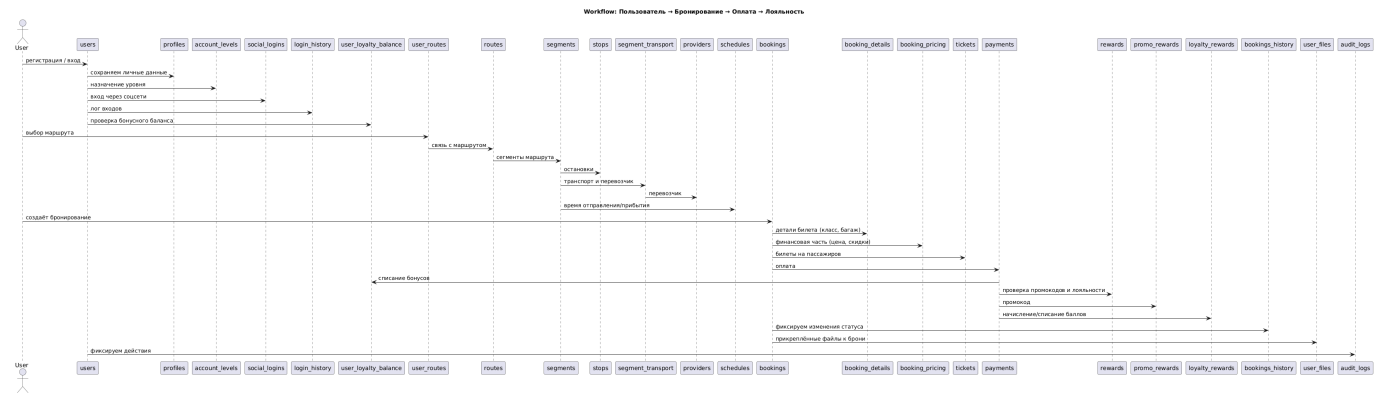 Workflow: Пользователь → Бронирование → Оплата → Лояльность
User
users profiles account_levels social_logins login_history user_loyalty_balance user_routes routes segments stops segment_transport providers schedules bookings booking_details booking_pricing tickets payments rewards promo_rewards loyalty_rewards bookings_history user_files audit_logs
регистрация / вход
сохраняем личные данные
назначение уровня
вход через соцсети
лог входов
проверка бонусного баланса
выбор маршрута
связь с маршрутом
сегменты маршрута
остановки
транспорт и перевозчик
перевозчик
время отправления/прибытия
создаёт бронирование
детали билета (класс, багаж)
финансовая часть (цена, скидки)
билеты на пассажиров
оплата
списание бонусов
проверка промокодов и лояльности
промокод
начисление/списание баллов
фиксируем изменения статуса
прикреплённые файлы к брони
фиксируем действия
User
users profiles account_levels social_logins login_history user_loyalty_balance user_routes routes segments stops segment_transport providers schedules bookings booking_details booking_pricing tickets payments rewards promo_rewards loyalty_rewards bookings_history user_files audit_logs